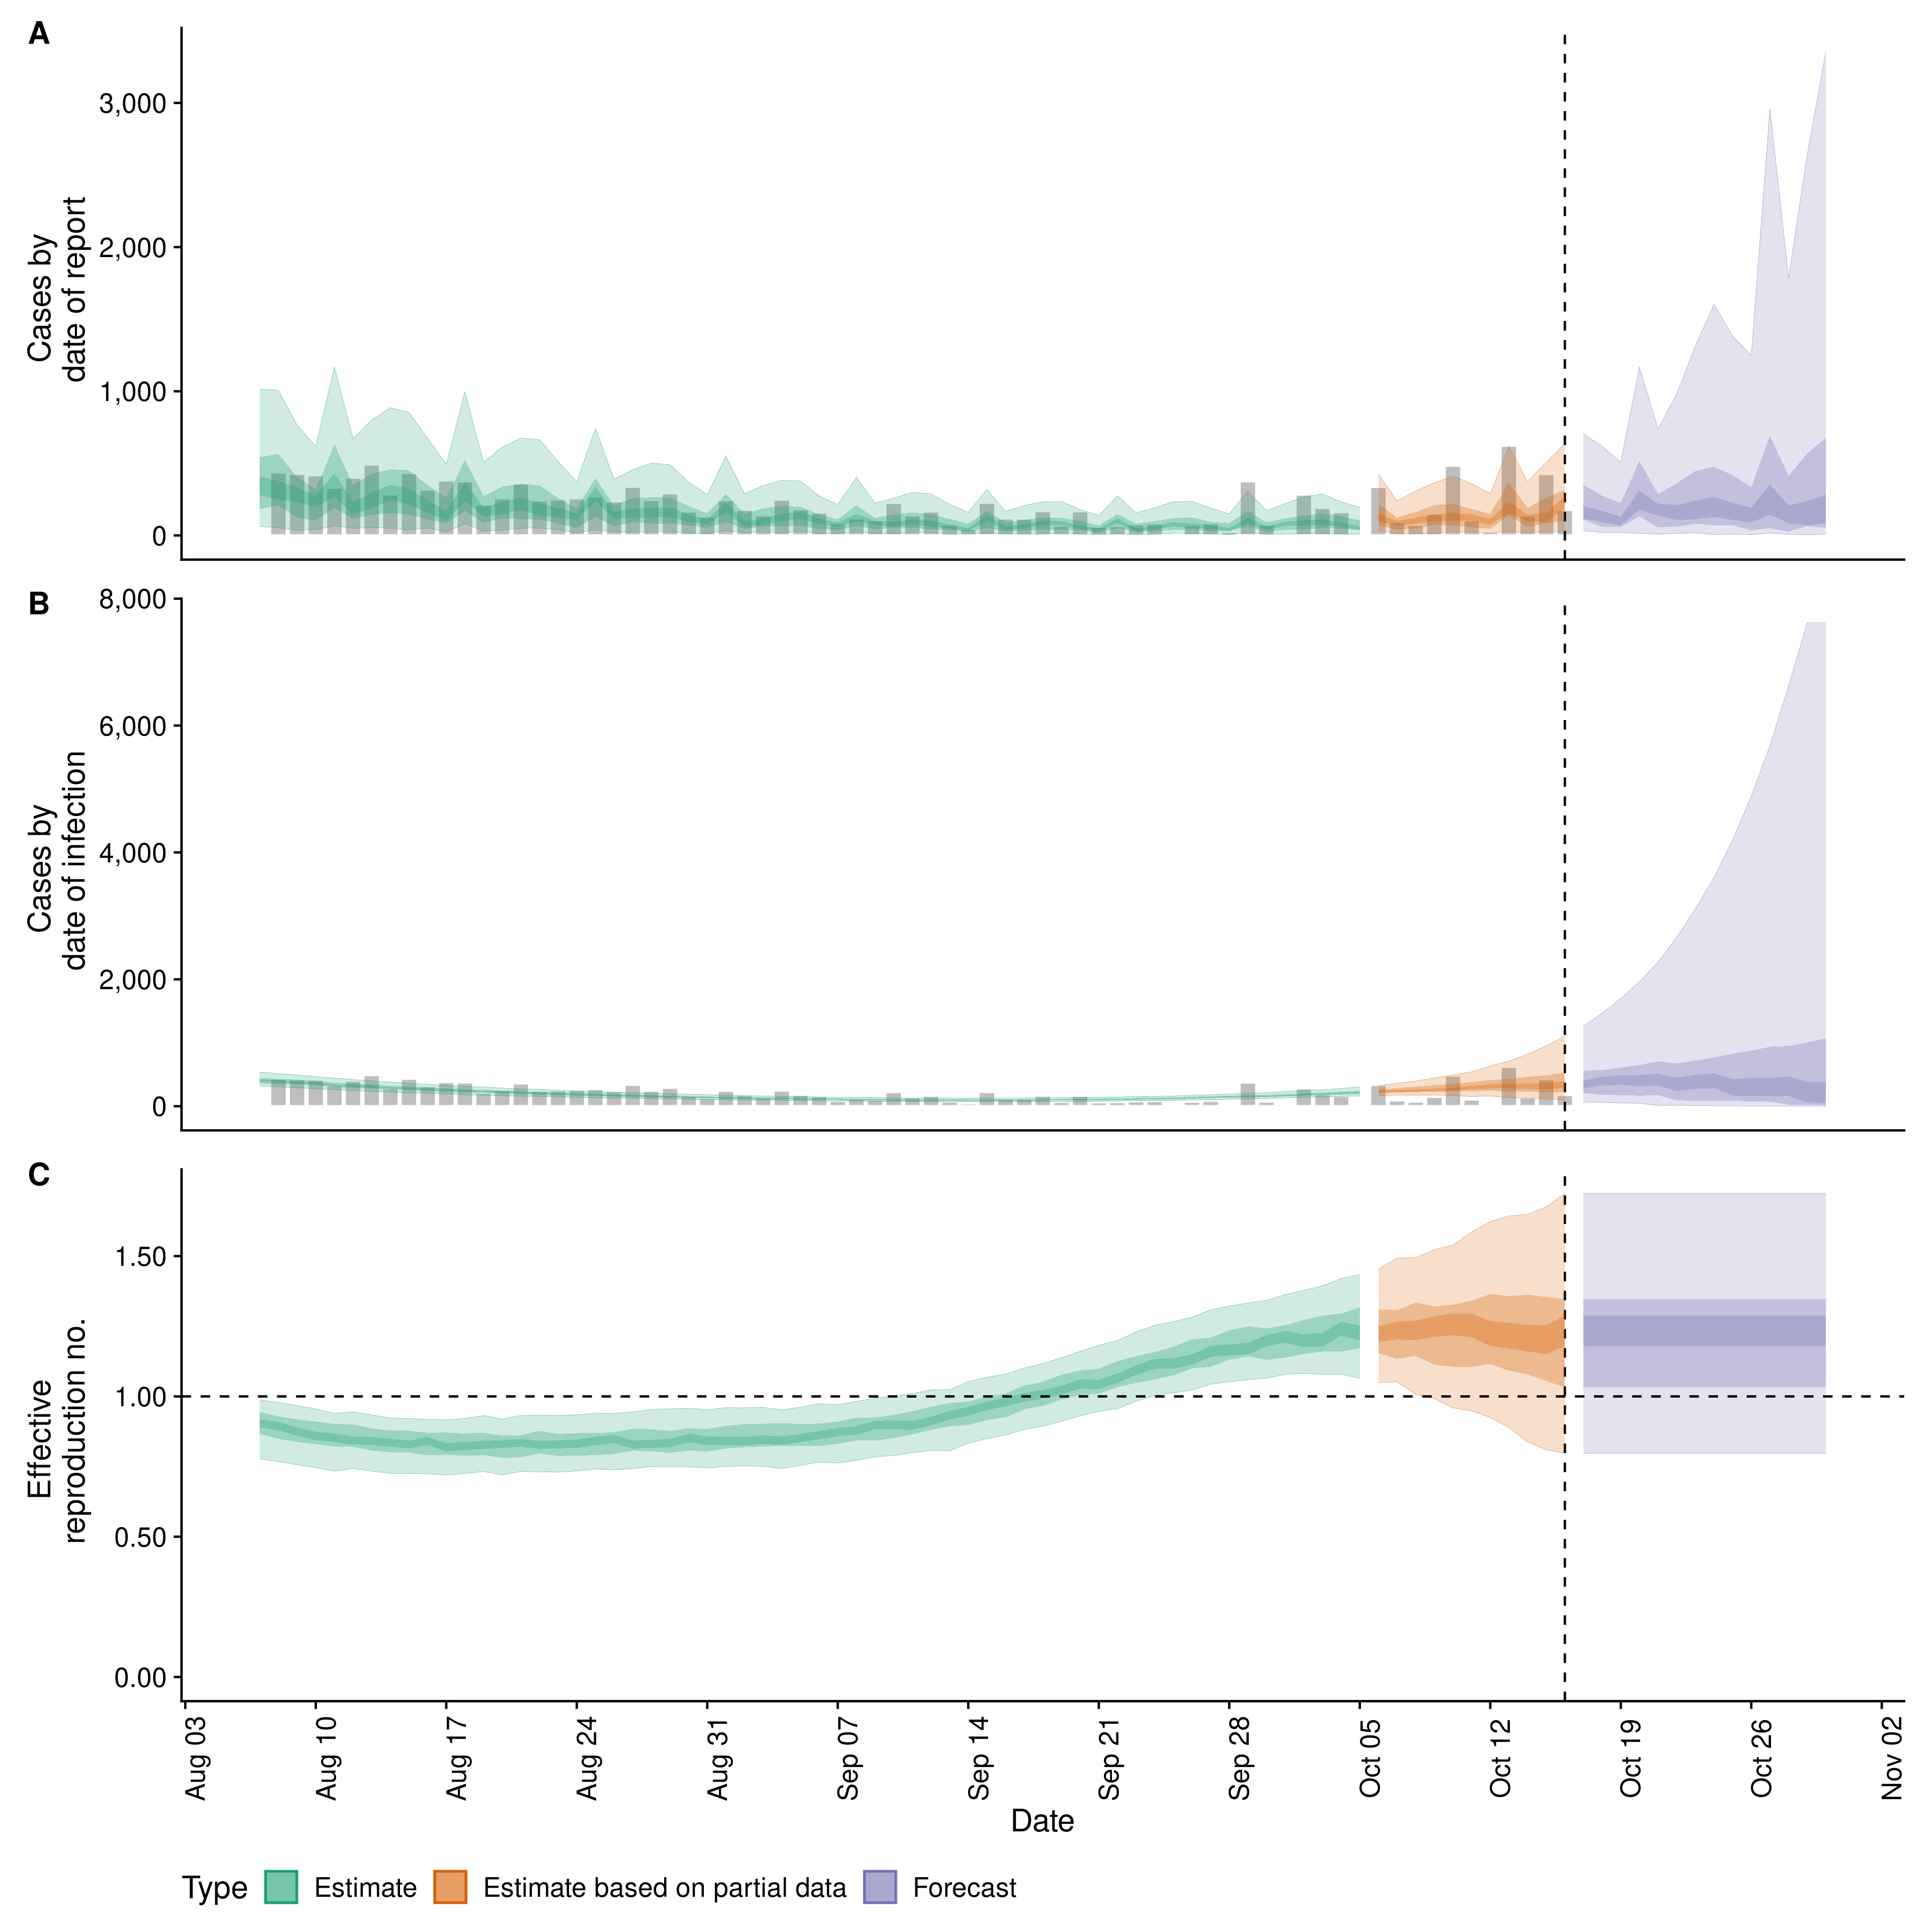 A
Cases by
date of report
3,000
2,000
1,000
0
B
Cases by
date of infection
8,000
6,000
4,000
2,000
0
C
Effective
reproduction no.
1.50
1.00
0.50
0.00
Aug 03
Aug 10
Aug 17
Aug 24
Aug 31
Sep 07
Sep 14
Sep 21
Sep 28
Oct 05
Oct 12
Oct 19
Oct 26
Nov 02
Date
Type Estimate Estimate based on partial data Forecast